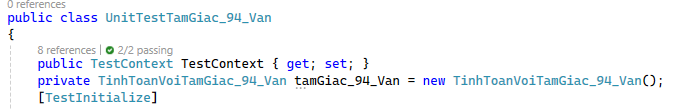 0 references
public class UnitTestTamGiac_94_Van
{
8 references | 2/2 passing
public TestContext TestContext { get; set; }
private TinhToanVoiTamGiac_94_Van tamGiac_94_Van = new TinhToanVoiTamGiac_94_Van();
[TestInitialize]